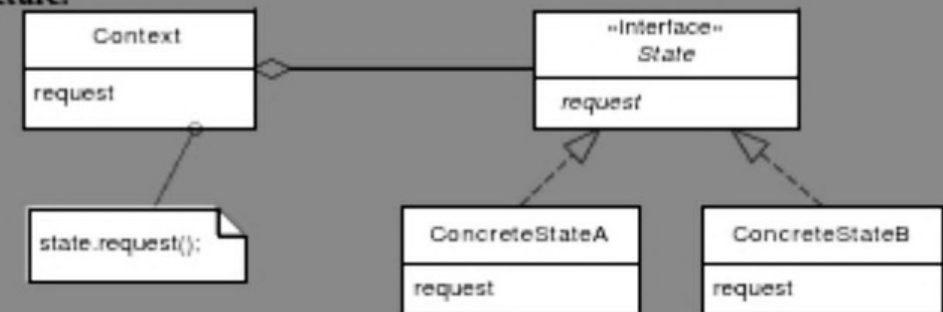 Context
request
«Interface»
State
request
state.request();
ConcreteStateA
request
ConcreteStateB
request